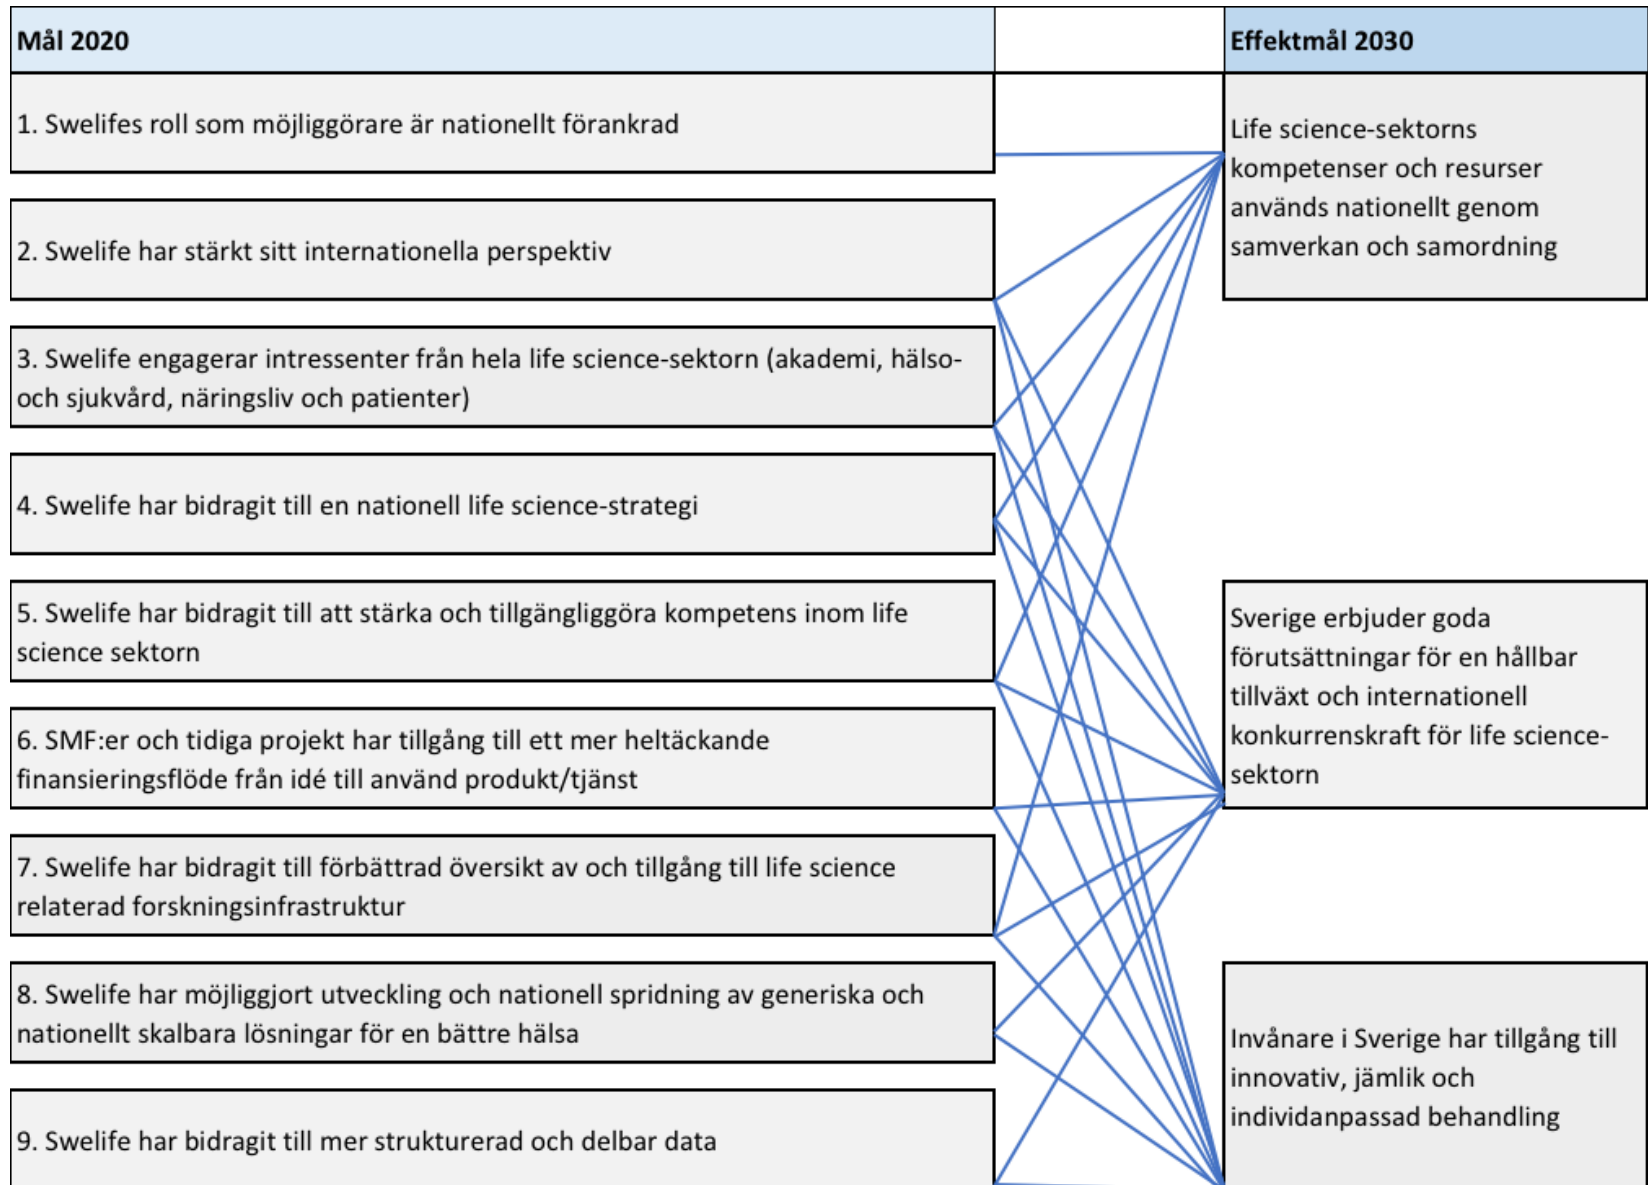 Mål 2020
Effektmål 2030
1. Swelifes roll som möjliggörare är nationellt förankrad
2. Swelife har stärkt sitt internationella perspektiv
3. Swelife engagerar intressenter från hela life science-sektorn (akademi, hälso-
och sjukvård, näringsliv och patienter)
4. Swelife har bidragit till en nationell life science-strategi
5. Swelife har bidragit till att stärka och tillgängliggöra kompetens inom life
science sektorn
6. SMF:er och tidiga projekt har tillgång till ett mer heltäckande
finansieringsflöde från idé till använd produkt/tjänst
7. Swelife har bidragit till förbättrad översikt av och tillgång till life science
relaterad forskningsinfrastruktur
8. Swelife har möjliggjort utveckling och nationell spridning av generiska och
nationellt skalbara lösningar för en bättre hälsa
9. Swelife har bidragit till mer strukturerad och delbar data
Life science-sektorns
kompetenser och resurser
används nationellt genom
samverkan och samordning
Sverige erbjuder goda
förutsättningar för en hållbar
tillväxt och internationell
konkurrenskraft för life science-
sektorn
Invånare i Sverige har tillgång till
innovativ, jämlik och
individanpassad behandling